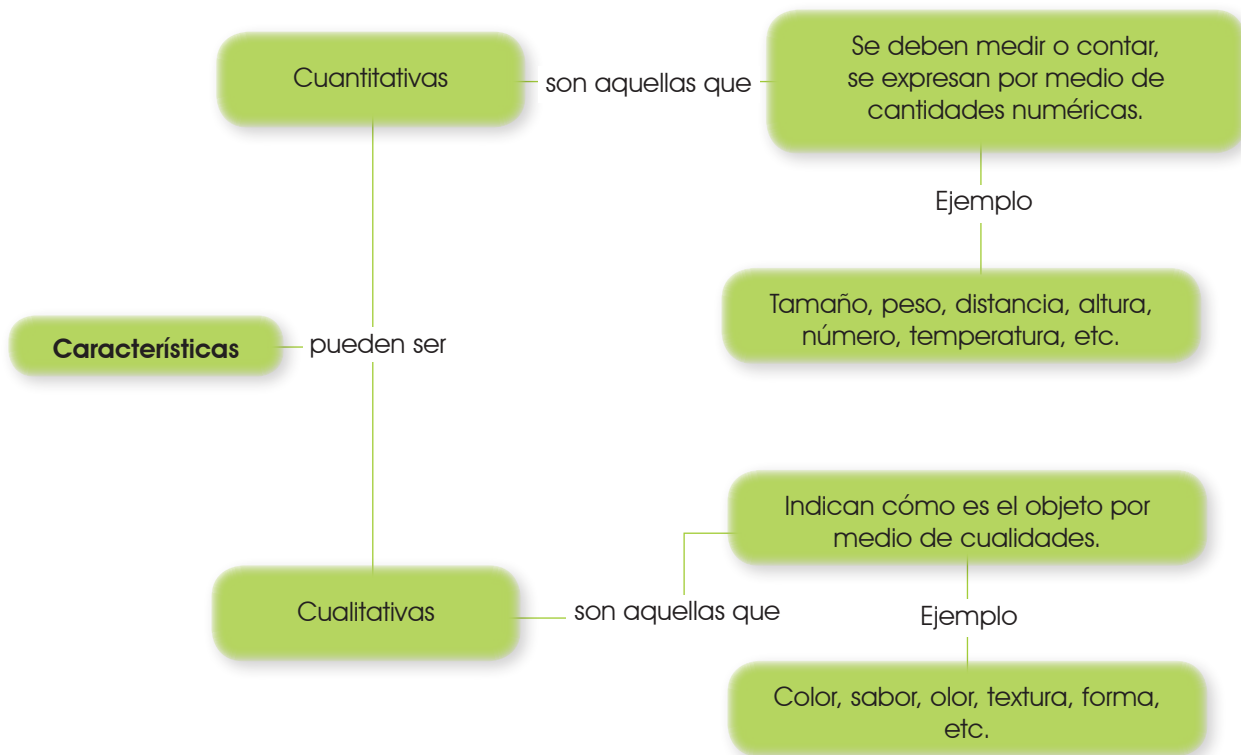 Características
pueden ser
Cuantitativas
son aquellas que
Se deben medir o contar,
se expresan por medio de
cantidades numéricas.
Ejemplo
Tamaño, peso, distancia, altura,
número, temperatura, etc.
Cualitativas
son aquellas que
Indican cómo es el objeto por
medio de cualidades.
Ejemplo
Color, sabor, olor, textura, forma,
etc.